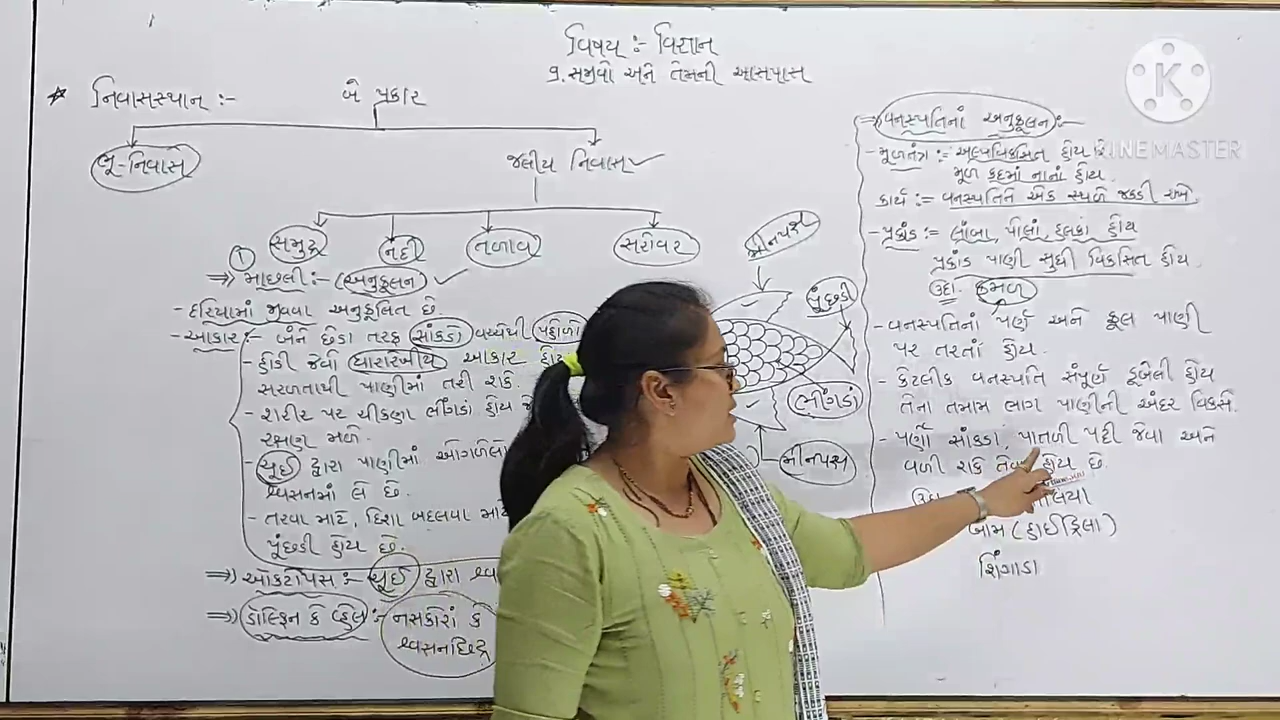 વિષય :- વિજ્ઞાન
૭. સજીવો અને તેમની આસપાસ
* નિવાસસ્થાન :- બે પ્રકાર
ભૂ-નિવાસ
જલીય નિવાસ
સમુદ્ર નદી તળાવ સરોવર
① ⇒ માછલી :- (અનુકૂલન)
- દરિયામાં જીવવા અનુકૂલિત છે.
- આકાર :- બંને છેડા તરફ સાંકડો વચ્ચેથી પહોળો
- હોડી જેવો ધારારેખીય આકાર
સરળતાથી પાણીમાં તરી શકે.
- શરીર પર ચીકણા ભીંગડાં હોય
રક્ષણ મળે.
- ચૂઈ દ્વારા પાણીમાં
શ્વસનમાં લે છે.
- તરવા માટે, દિશા બદલવા
પૂંછડી હોય છે.
⇒ ઓક્ટોપસ :- ચૂઈ દ્વારા
⇒ ડોલ્ફિન કે વ્હેલ :- નસકોરાં કે
શ્વસનછિદ્ર
મીનપક્ષ
પૂંછડી
ભીંગડાં
મીનપક્ષ
⇒ વનસ્પતિનાં અનુકૂલન :-
- મૂળતંત્ર :- અલ્પવિકસિત હોય છે
મૂળ કદમાં નાનાં હોય.
કાર્ય := વનસ્પતિને એક સ્થળે જકડી રાખે.
- પ્રકાંડ := લાંબા, પોલાં, હલકાં હોય
પ્રકાંડ પાણી સુધી વિકસિત હોય.
ઉદા. કમળ
- વનસ્પતિનાં પર્ણ અને ફૂલ પાણી
પર તરતાં હોય.
- કેટલીક વનસ્પતિ સંપૂર્ણ ડૂબેલી હોય
તેના તમામ ભાગ પાણીની અંદર વિકસે.
- પર્ણો સાંકડાં, પાતળી પટ્ટી જેવા અને
વળી શકે હોય છે.
(હાઈડ્રિલા)
શિંગોડા
K
KINEMASTER